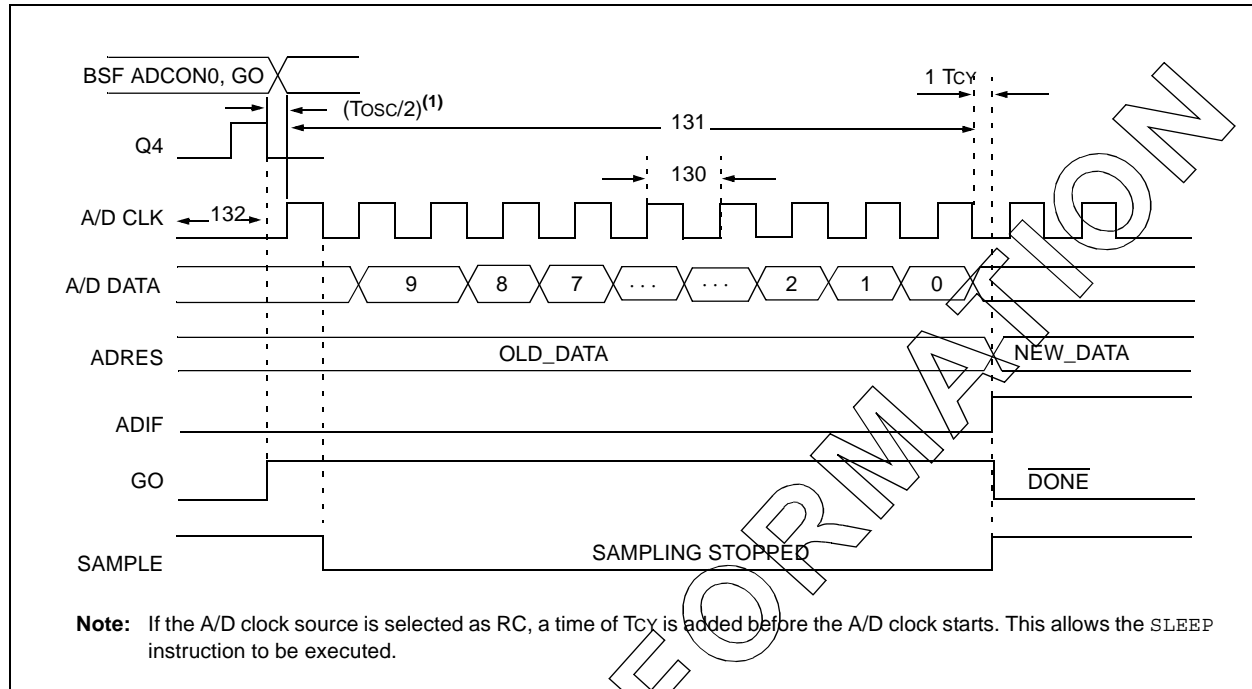 BSF ADCON0, GO
(TOSC/2)(1)
1 TCY
131
Q4
130
A/D CLK
132
A/D DATA
9 8 7 ... ... 2 1 0
ADRES
OLD_DATA
NEW_DATA
ADIF
GO
DONE
SAMPLE
SAMPLING STOPPED
Note: If the A/D clock source is selected as RC, a time of TCY is added before the A/D clock starts. This allows the SLEEP
instruction to be executed.
FORMATION